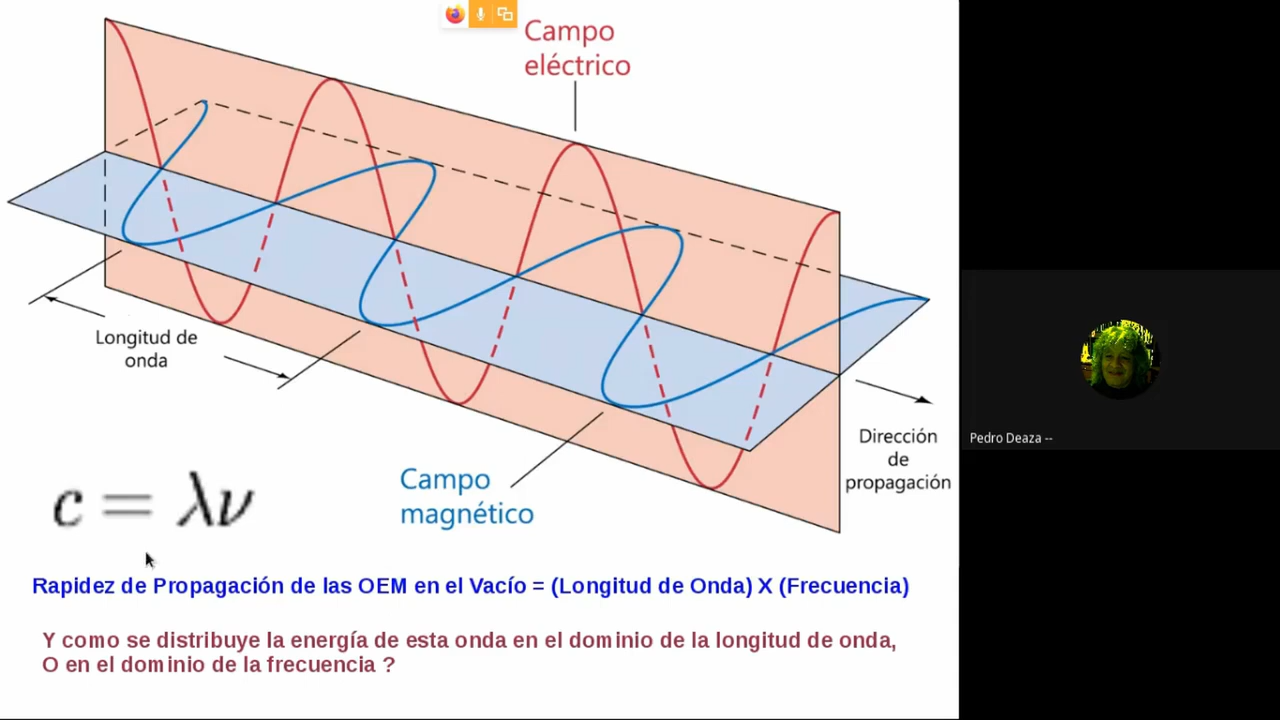 Campo
eléctrico
Longitud de
onda
Dirección
de
propagación
Campo
magnético
c = λν
Pedro Deaza --
Rapidez de Propagación de las OEM en el Vacío = (Longitud de Onda) X (Frecuencia)
Y como se distribuye la energía de esta onda en el dominio de la longitud de onda,
O en el dominio de la frecuencia ?